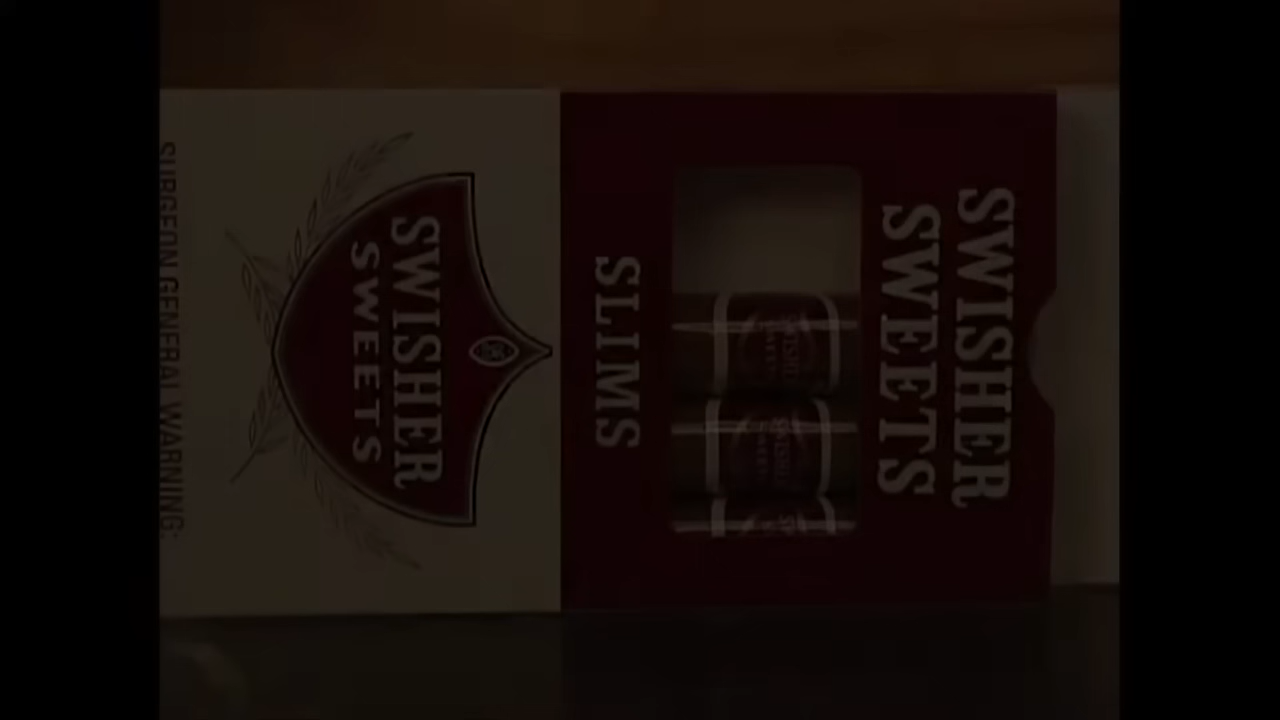 SWISHER
SWEETS
SLIMS
SWISHER
SWEETS
SURGEON GENERAL WARNING: